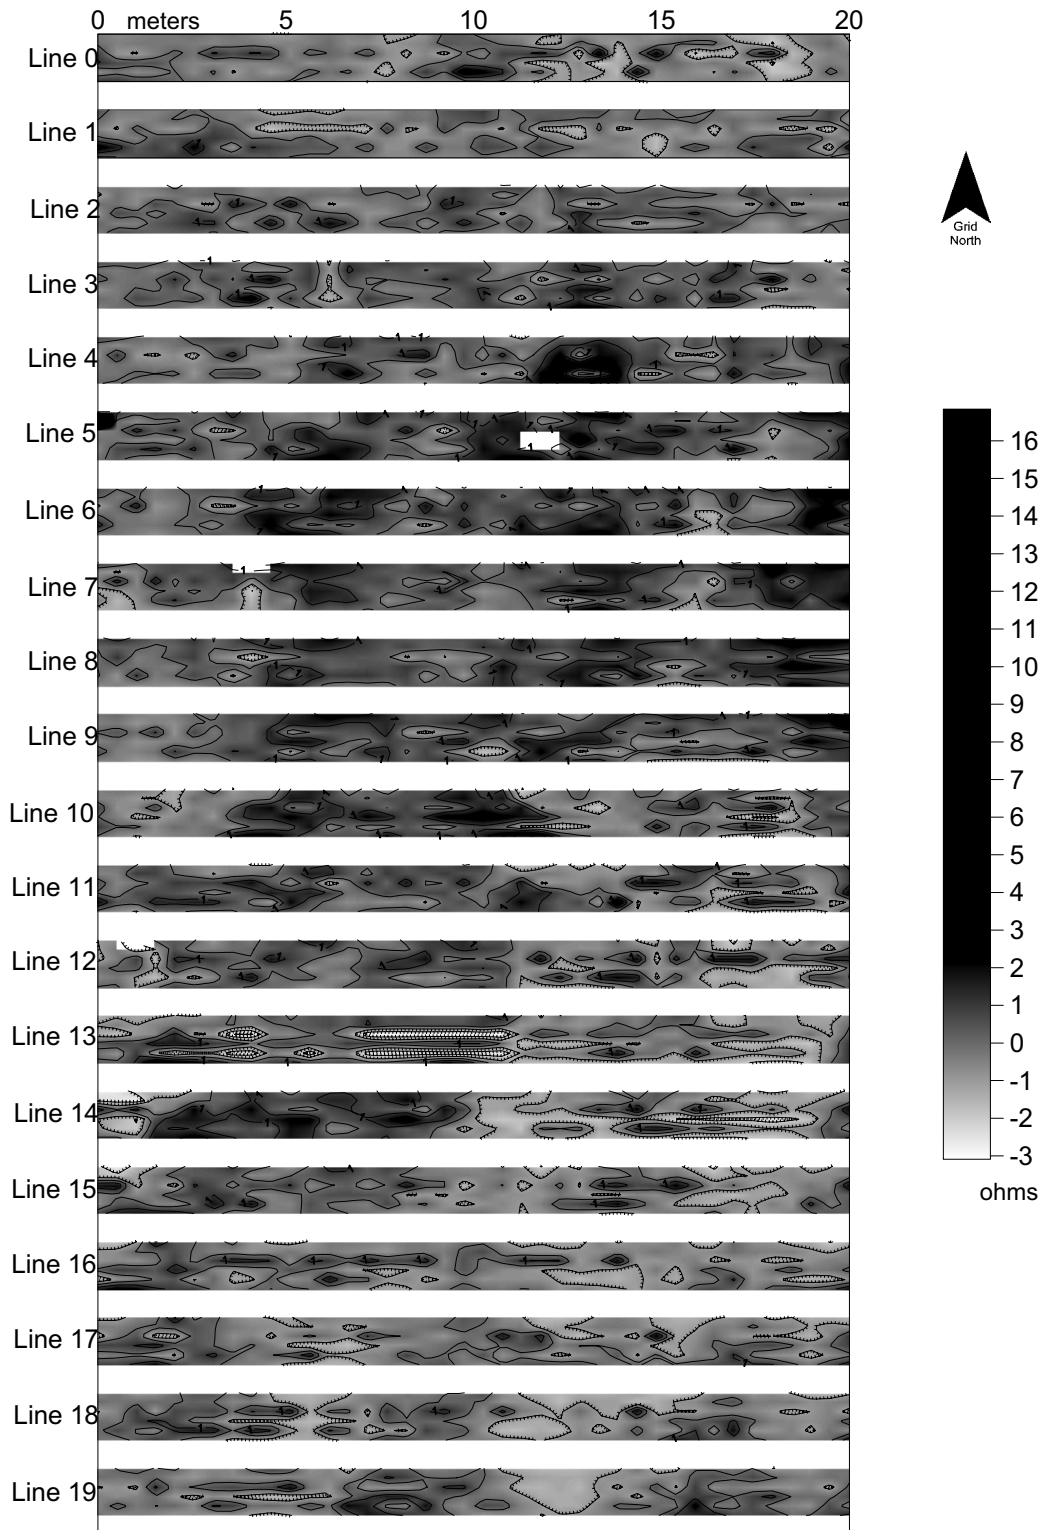 0 meters 5 10 15 20
Line 0
Line 1
Line 2
Grid
North
Line 3
Line 4
Line 5
16
15
Line 6
14
13
Line 7
12
11
Line 8
10
9
Line 9
8
7
Line 10
6
5
Line 11
4
3
Line 12
2
1
Line 13
0
-1
Line 14
-2
-3
Line 15
ohms
Line 16
Line 17
Line 18
Line 19